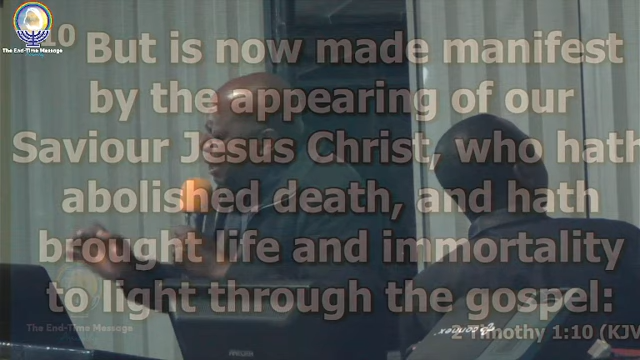 The End-Time Message
10 But is now made manifest
by the appearing of our
Saviour Jesus Christ, who hath
abolished death, and hath
brought life and immortality
to light through the gospel:
2 Timothy 1:10 (KJV
The End-Time Message
connex